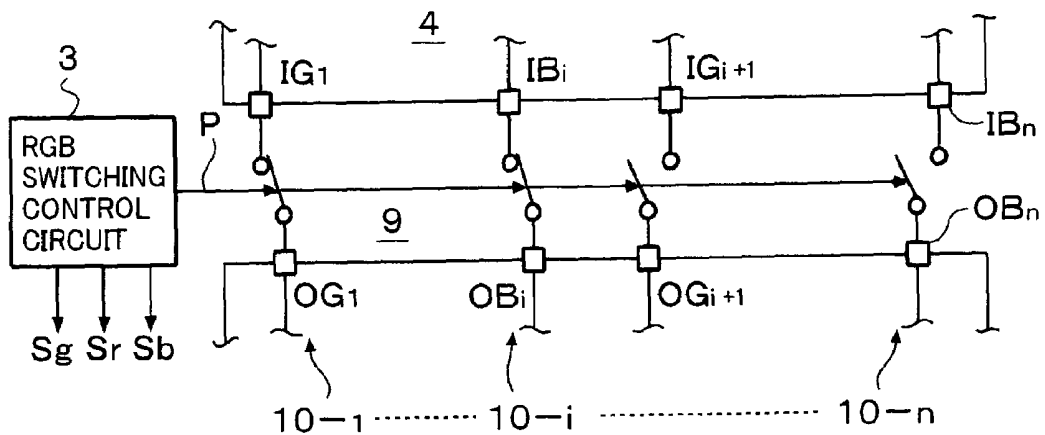 4
3
IG1
IBi
IGi+1
IBn
RGB
SWITCHING
CONTROL
CIRCUIT
P
9
OBn
OG1
OBi
OGi+1
Sg Sr Sb
10-1 ...... 10-i ...... 10-n